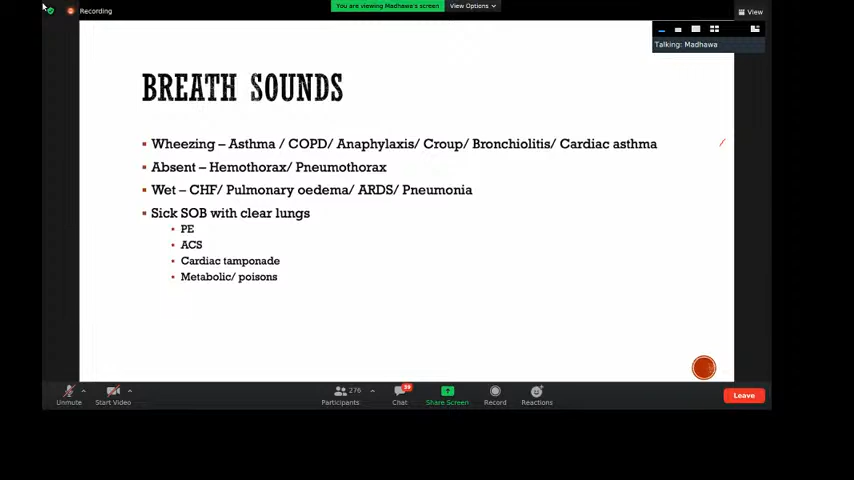 Recording
You are viewing Madhawa's screen
View Options
View
Talking: Madhawa
BREATH SOUNDS
▪ Wheezing – Asthma / COPD/ Anaphylaxis/ Croup/ Bronchiolitis/ Cardiac asthma
▪ Absent – Hemothorax/ Pneumothorax
▪ Wet – CHF/ Pulmonary oedema/ ARDS/ Pneumonia
▪ Sick SOB with clear lungs
▪ PE
▪ ACS
▪ Cardiac tamponade
▪ Metabolic/ poisons
Unmute
Start Video
276
Participants
39
Chat
Share Screen
Record
Reactions
Leave